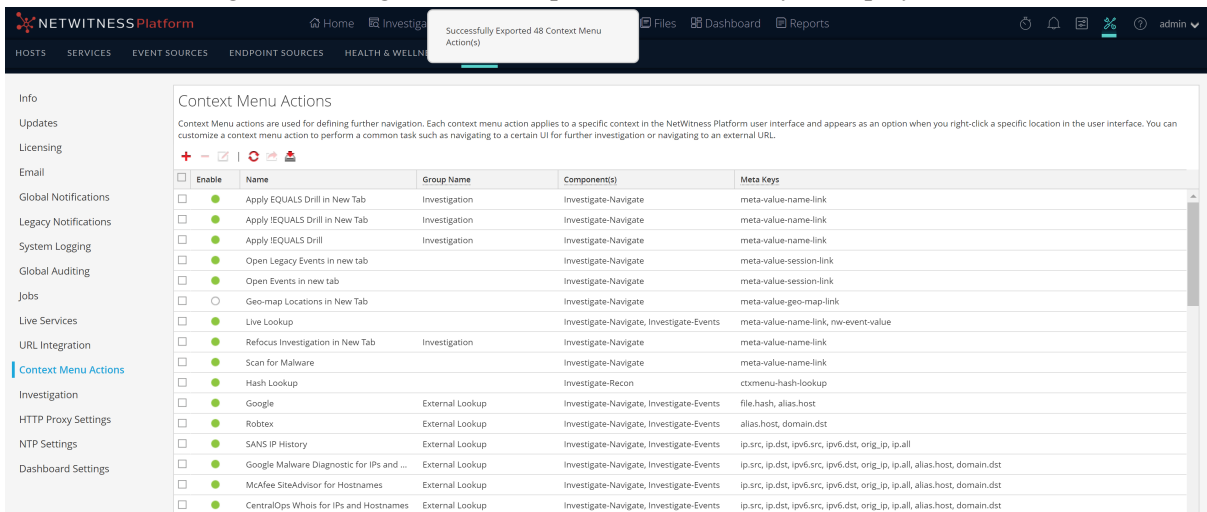 NETWITNESS Platform
Home
Investiga
Files
Dashboard
Reports
admin
Successfully Exported 48 Context Menu
Action(s)
HOSTS
SERVICES
EVENT SOURCES
ENDPOINT SOURCES
HEALTH & WELLN
Info
Updates
Licensing
Email
Global Notifications
Legacy Notifications
System Logging
Global Auditing
Jobs
Live Services
URL Integration
Context Menu Actions
Investigation
HTTP Proxy Settings
NTP Settings
Dashboard Settings
Context Menu Actions
Context Menu actions are used for defining further navigation. Each context menu action applies to a specific context in the NetWitness Platform user interface and appears as an option when you right-click a specific location in the user interface. You can
customize a context menu action to perform a common task such as navigating to a certain UI for further investigation or navigating to an external URL.
Enable Name Group Name Component(s) Meta Keys
Apply EQUALS Drill in New Tab Investigation Investigate-Navigate meta-value-name-link
Apply !EQUALS Drill in New Tab Investigation Investigate-Navigate meta-value-name-link
Apply !EQUALS Drill Investigation Investigate-Navigate meta-value-name-link
Open Legacy Events in new tab Investigate-Navigate meta-value-session-link
Open Events in new tab Investigate-Navigate meta-value-session-link
Geo-map Locations in New Tab Investigate-Navigate meta-value-geo-map-link
Live Lookup Investigate-Navigate, Investigate-Events meta-value-name-link, nw-event-value
Refocus Investigation in New Tab Investigation Investigate-Navigate meta-value-name-link
Scan for Malware Investigate-Navigate meta-value-name-link
Hash Lookup Investigate-Recon ctxmenu-hash-lookup
Google External Lookup Investigate-Navigate, Investigate-Events file.hash, alias.host
Robtex External Lookup Investigate-Navigate, Investigate-Events alias.host, domain.dst
SANS IP History External Lookup Investigate-Navigate, Investigate-Events ip.src, ip.dst, ipv6.src, ipv6.dst, orig_ip, ip.all
Google Malware Diagnostic for IPs and ... External Lookup Investigate-Navigate, Investigate-Events ip.src, ip.dst, ipv6.src, ipv6.dst, orig_ip, ip.all, alias.host, domain.dst
McAfee SiteAdvisor for Hostnames External Lookup Investigate-Navigate, Investigate-Events ip.src, ip.dst, ipv6.src, ipv6.dst, orig_ip, ip.all, alias.host, domain.dst
CentralOps Whois for IPs and Hostnames External Lookup Investigate-Navigate, Investigate-Events ip.src, ip.dst, ipv6.src, ipv6.dst, orig_ip, ip.all, alias.host, domain.dst